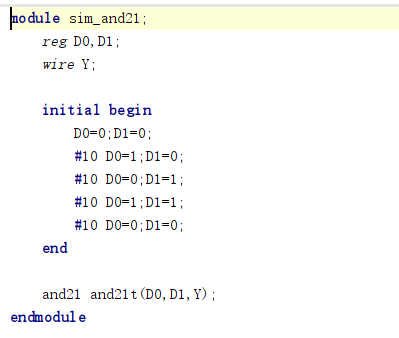 module sim_and21;
    reg D0,D1;
    wire Y;

    initial begin
        D0=0;D1=0;
        #10 D0=1;D1=0;
        #10 D0=0;D1=1;
        #10 D0=1;D1=1;
        #10 D0=0;D1=0;
    end

    and21 and21t(D0,D1,Y);
endmodule